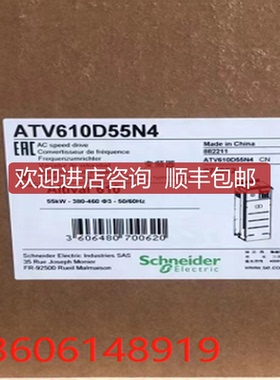 ATV610D55N4
EAC
AC speed drive
Convertisseur de fréquence
Frequenzumrichter
Made in China
882211
ATV610D55N4 CN
欢迎进店咨询 顺丰包邮
55kW - 380-460 Φ3 - 50/60Hz
3 606480 700620
Schneider Electric
Schneider Electric Industries SAS
35 Rue Joseph Monier
FR-92500 Rueil Malmaison
3606148919